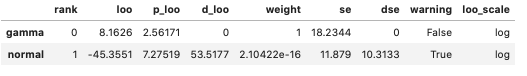 rank loo p_loo d_loo weight se dse warning loo_scale
gamma 0 8.1626 2.56171 0 1 18.2344 0 False log
normal 1 -45.3551 7.27519 53.5177 2.10422e-16 11.879 10.3133 True log